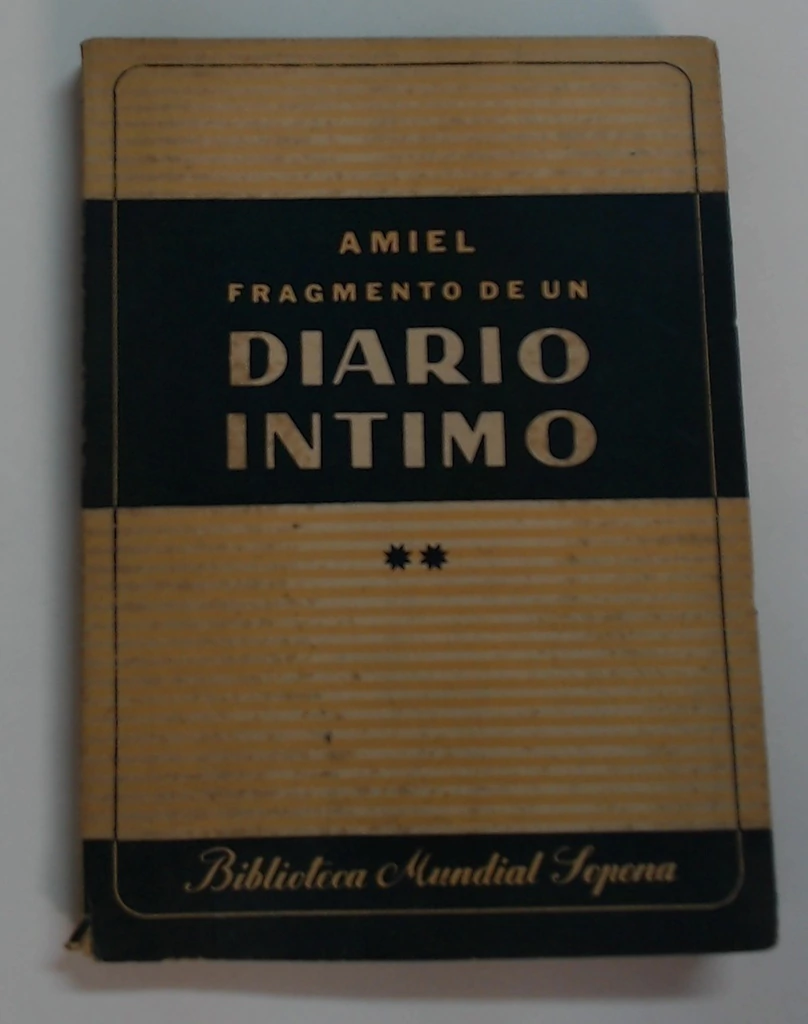 AMIEL
FRAGMENTO DE UN
DIARIO
INTIMO
**
Biblioteca Mundial Sopena